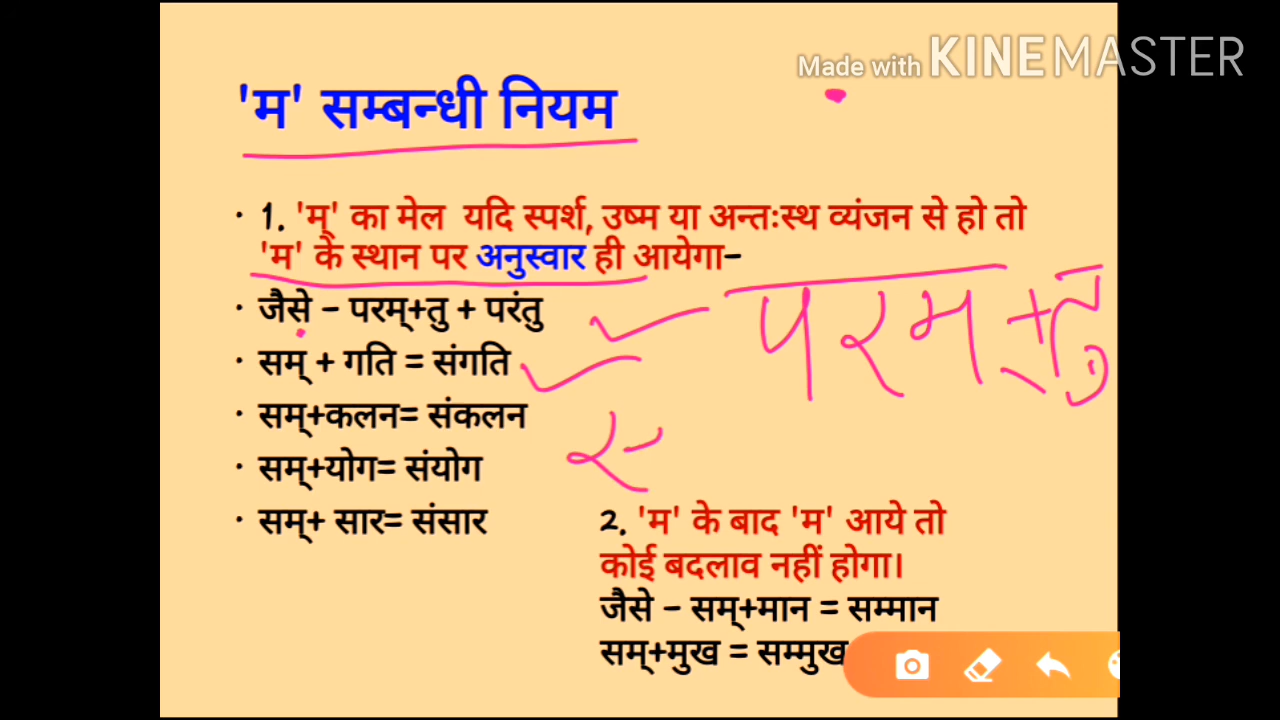 Made with KINEMASTER
'म' सम्बन्धी नियम
• 1. 'म्' का मेल यदि स्पर्श, उष्म या अन्तःस्थ व्यंजन से हो तो
'म' के स्थान पर अनुस्वार ही आयेगा–
• जैसे – परम्+तु + परंतु
• सम् + गति = संगति
• सम्+कलन= संकलन
• सम्+योग= संयोग
• सम्+ सार= संसार
परम+तु
स
2. 'म' के बाद 'म' आये तो
कोई बदलाव नहीं होगा।
जैसे – सम्+मान = सम्मान
सम्+मुख = सम्मुख